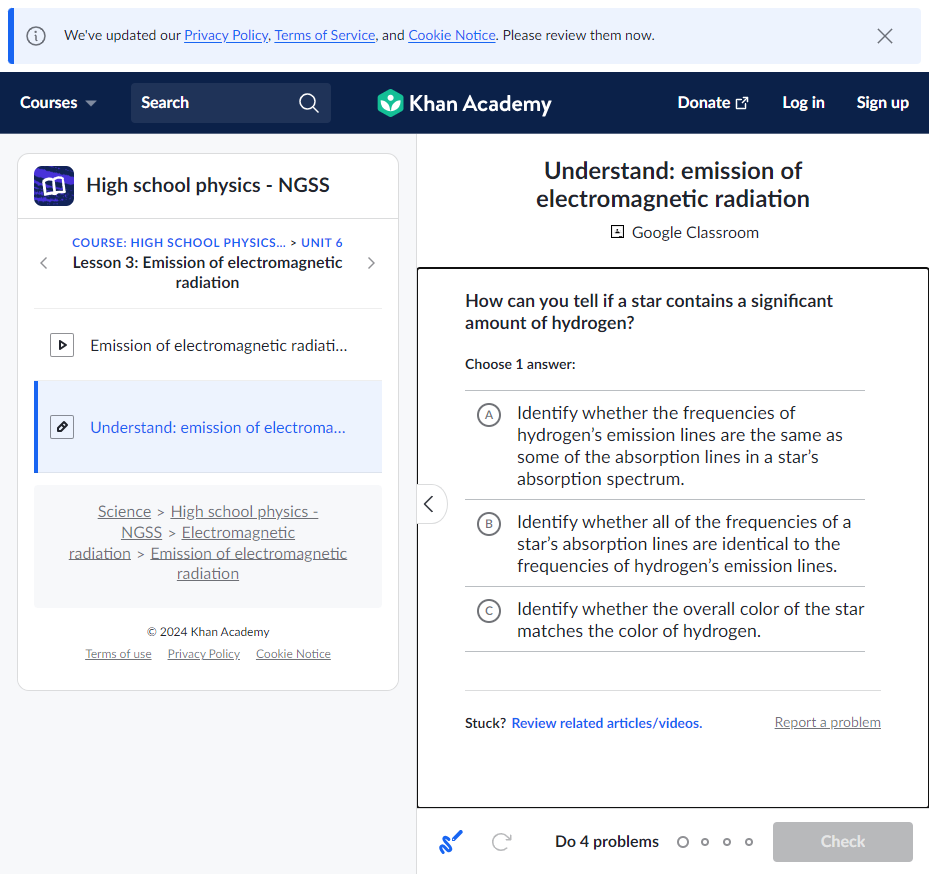 We've updated our Privacy Policy, Terms of Service, and Cookie Notice. Please review them now.
Courses
Search
Khan Academy
Donate
Log in
Sign up
High school physics - NGSS
COURSE: HIGH SCHOOL PHYSICS... > UNIT 6
Lesson 3: Emission of electromagnetic
radiation
Emission of electromagnetic radiati...
Understand: emission of electroma...
Science > High school physics -
NGSS > Electromagnetic
radiation > Emission of electromagnetic
radiation
© 2024 Khan Academy
Terms of use Privacy Policy Cookie Notice
Understand: emission of
electromagnetic radiation
Google Classroom
How can you tell if a star contains a significant
amount of hydrogen?
Choose 1 answer:
A
Identify whether the frequencies of
hydrogen’s emission lines are the same as
some of the absorption lines in a star’s
absorption spectrum.
B
Identify whether all of the frequencies of a
star’s absorption lines are identical to the
frequencies of hydrogen’s emission lines.
C
Identify whether the overall color of the star
matches the color of hydrogen.
Stuck? Review related articles/videos.
Report a problem
Do 4 problems
Check